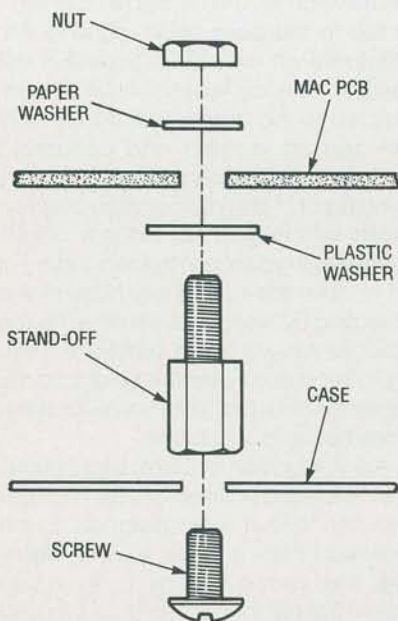 NUT
PAPER
WASHER
MAC PCB
PLASTIC
WASHER
STAND-OFF
CASE
SCREW